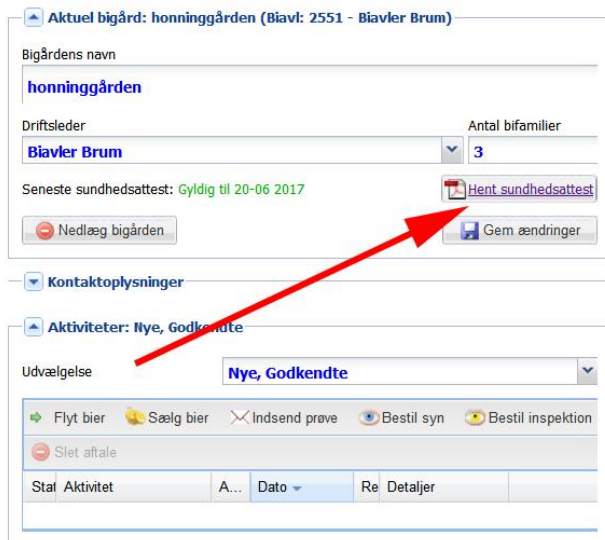 Aktuel bigård: honninggården (Biavl: 2551 - Biavler Brum)
Bigårdens navn
honninggården
Driftsleder Antal bifamilier
Biavler Brum 3
Seneste sundhedsattest: Gyldig til 20-06 2017 Hent sundhedsattest
Nedlæg bigården Gem ændringer
Kontaktoplysninger
Aktiviteter: Nye, Godkendte
Udvælgelse Nye, Godkendte
Flyt bier Sælg bier Indsend prøve Bestil syn Bestil inspektion
Slet aftale
Stat Aktivitet A... Dato Re Detaljer